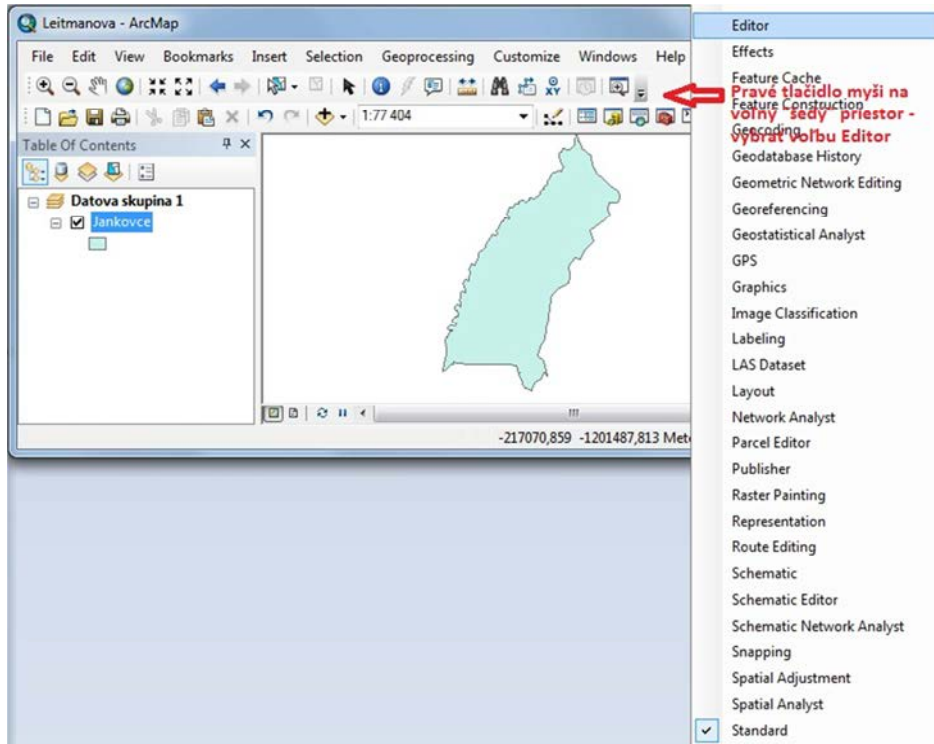 Leitmanova - ArcMap
File Edit View Bookmarks Insert Selection Geoprocessing Customize Windows Help
1:77 404
Table Of Contents
Datova skupina 1
Jankovce
-217070,859 -1201487,813 Mete
Editor
Effects
Feature Cache
Feature Construction
Geocoding
Geodatabase History
Geometric Network Editing
Georeferencing
Geostatistical Analyst
GPS
Graphics
Image Classification
Labeling
LAS Dataset
Layout
Network Analyst
Parcel Editor
Publisher
Raster Painting
Representation
Route Editing
Schematic
Schematic Editor
Schematic Network Analyst
Snapping
Spatial Adjustment
Spatial Analyst
Standard
Pravé tlačidlo myši na
voľný "šedý" priestor -
vybrať voľbu Editor